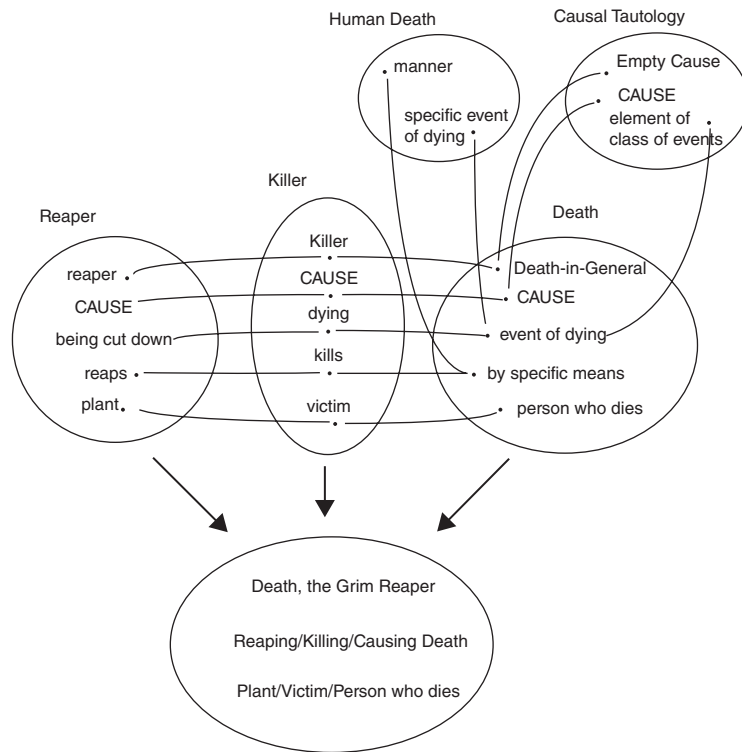 Human Death
manner
specific event
of dying
Causal Tautology
Empty Cause
CAUSE
element of
class of events
Reaper
reaper
CAUSE
being cut down
reaps
plant
Killer
Killer
CAUSE
dying
kills
victim
Death
Death-in-General
CAUSE
event of dying
by specific means
person who dies
Death, the Grim Reaper
Reaping/Killing/Causing Death
Plant/Victim/Person who dies